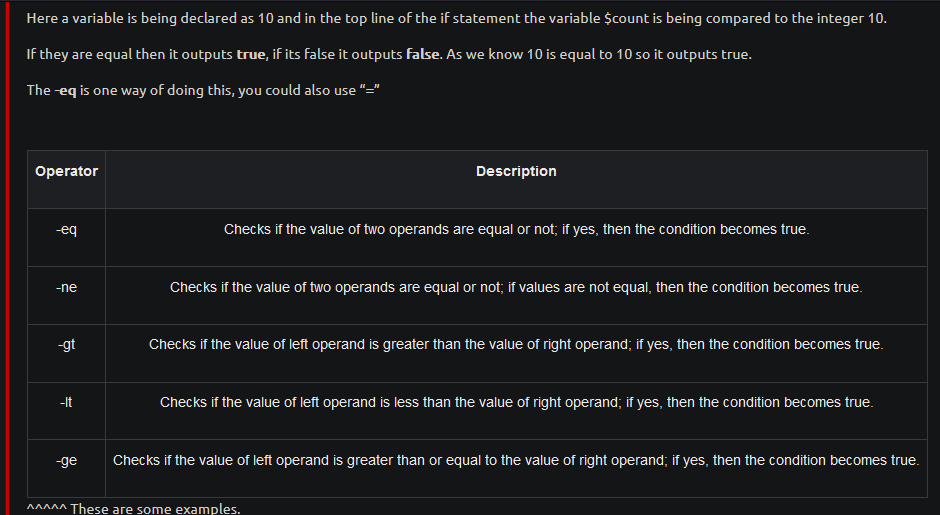 Here a variable is being declared as 10 and in the top line of the if statement the variable $count is being compared to the integer 10.
If they are equal then it outputs true, if its false it outputs false. As we know 10 is equal to 10 so it outputs true.
The -eq is one way of doing this, you could also use “=”
Operator Description
-eq Checks if the value of two operands are equal or not; if yes, then the condition becomes true.
-ne Checks if the value of two operands are equal or not; if values are not equal, then the condition becomes true.
-gt Checks if the value of left operand is greater than the value of right operand; if yes, then the condition becomes true.
-lt Checks if the value of left operand is less than the value of right operand; if yes, then the condition becomes true.
-ge Checks if the value of left operand is greater than or equal to the value of right operand; if yes, then the condition becomes true.
^^^^^ These are some examples.